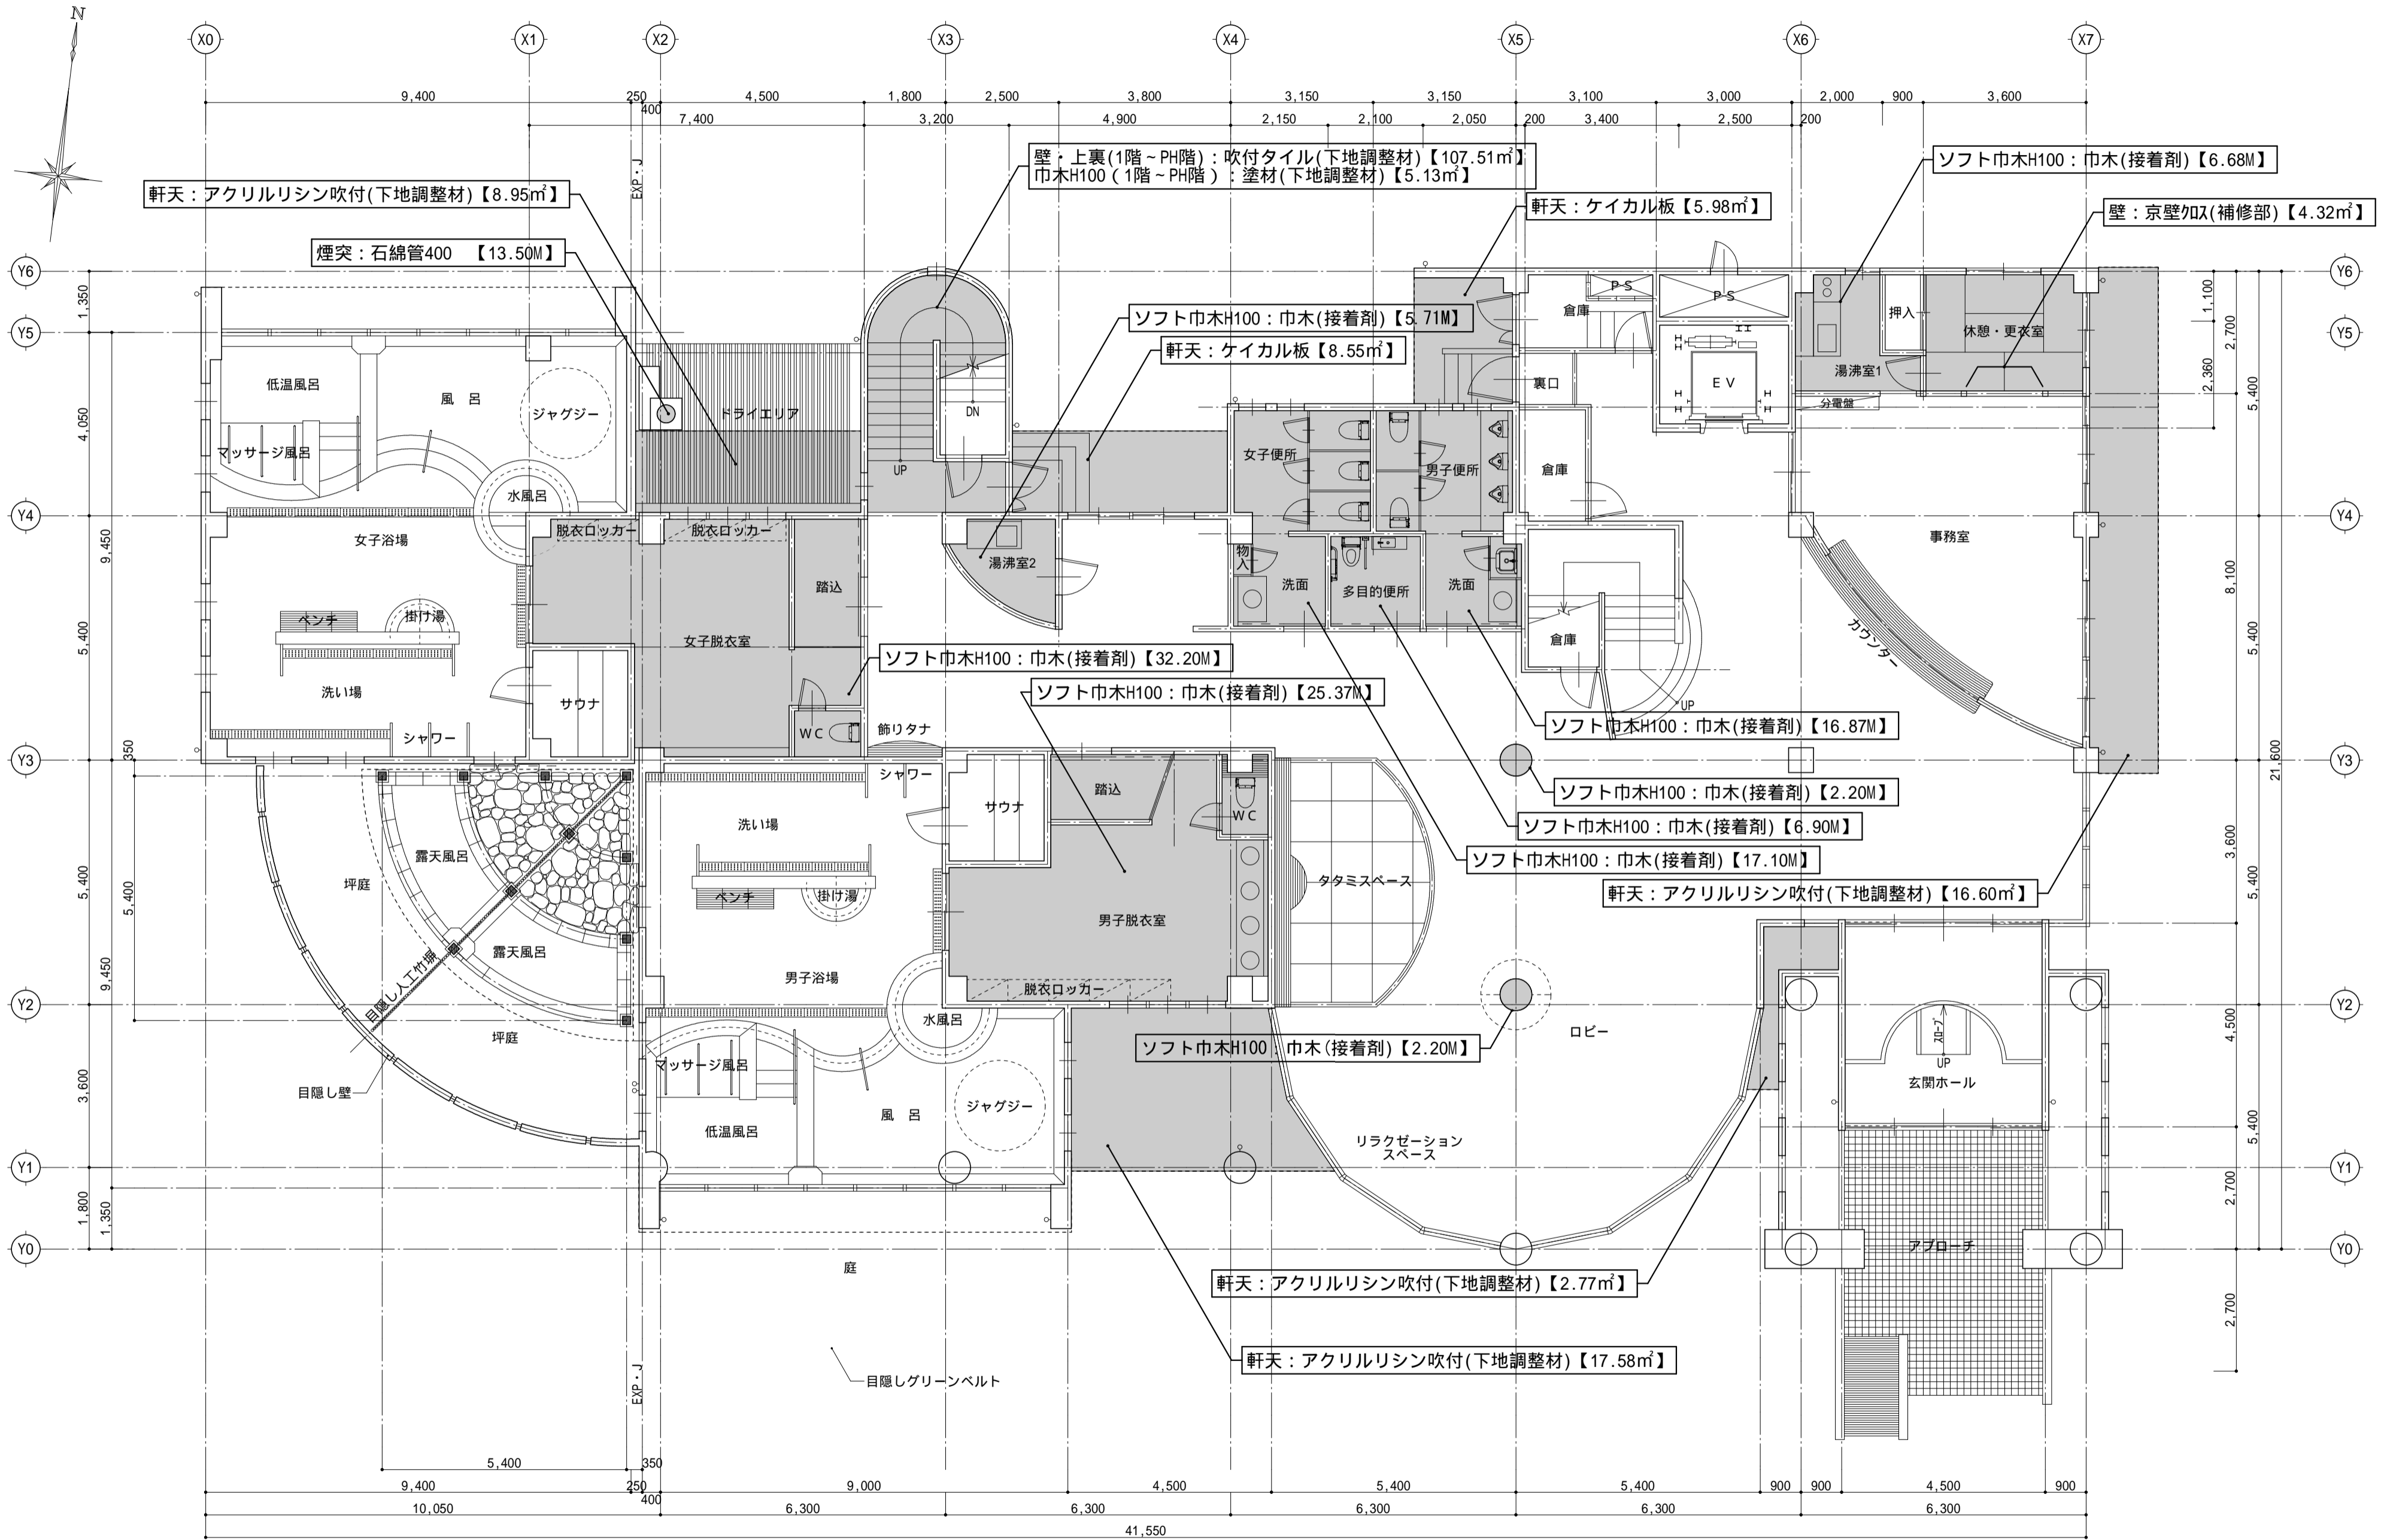 N
X0
X1
X2
X3
X4
X5
X6
X7
9,400
250
400
4,500
1,800
2,500
3,800
3,150
3,150
3,100
3,000
2,000
900
3,600
7,400
3,200
4,900
2,150
2,100
2,050
200
3,400
2,500
200
EXP・J
壁・上裏(1階~PH階):吹付タイル(下地調整材)【107.51㎡】
巾木H100(1階~PH階):塗材(下地調整材)【5.13㎡】
ソフト巾木H100:巾木(接着剤)【6.68M】
軒天:アクリルリシン吹付(下地調整材)【8.95㎡】
軒天:ケイカル板【5.98㎡】
壁:京壁クロス(補修部)【4.32㎡】
煙突:石綿管400 【13.50M】
ソフト巾木H100:巾木(接着剤)【5.71M】
軒天:ケイカル板【8.55㎡】
Y6
Y5
Y4
Y3
Y2
Y1
Y0
Y6
Y5
Y4
Y3
Y2
Y1
Y0
1,350
4,050
9,450
5,400
350
5,400
5,400
9,450
3,600
1,800
1,350
1,100
2,700
2,360
5,400
8,100
5,400
21,600
3,600
5,400
4,500
5,400
2,700
2,700
低温風呂
風 呂
ジャグジー
マッサージ風呂
水風呂
ドライエリア
UP
DN
倉庫
P・S
P・S
裏口
EV
湯沸室1
押入
休憩・更衣室
分電盤
女子便所
男子便所
倉庫
事務室
女子浴場
脱衣ロッカー
脱衣ロッカー
踏込
湯沸室2
物入
洗面
多目的便所
洗面
倉庫
カウンター
ベンチ
掛け湯
女子脱衣室
洗い場
サウナ
シャワー
WC
飾りタナ
UP
ソフト巾木H100:巾木(接着剤)【32.20M】
ソフト巾木H100:巾木(接着剤)【25.37M】
ソフト巾木H100:巾木(接着剤)【16.87M】
ソフト巾木H100:巾木(接着剤)【2.20M】
ソフト巾木H100:巾木(接着剤)【6.90M】
ソフト巾木H100:巾木(接着剤)【17.10M】
軒天:アクリルリシン吹付(下地調整材)【16.60㎡】
シャワー
サウナ
踏込
WC
洗い場
露天風呂
坪庭
ベンチ
掛け湯
タタミスペース
男子脱衣室
露天風呂
目隠し人工竹塀
男子浴場
脱衣ロッカー
水風呂
坪庭
目隠し壁
マッサージ風呂
低温風呂
風 呂
ジャグジー
ソフト巾木H100:巾木(接着剤)【2.20M】
ロビー
スロープ
UP
玄関ホール
リラクゼーション
スペース
アプローチ
庭
軒天:アクリルリシン吹付(下地調整材)【2.77㎡】
軒天:アクリルリシン吹付(下地調整材)【17.58㎡】
目隠しグリーンベルト
EXP・J
5,400
350
9,400
250
400
9,000
4,500
5,400
5,400
900
900
4,500
900
10,050
6,300
6,300
6,300
6,300
6,300
41,550